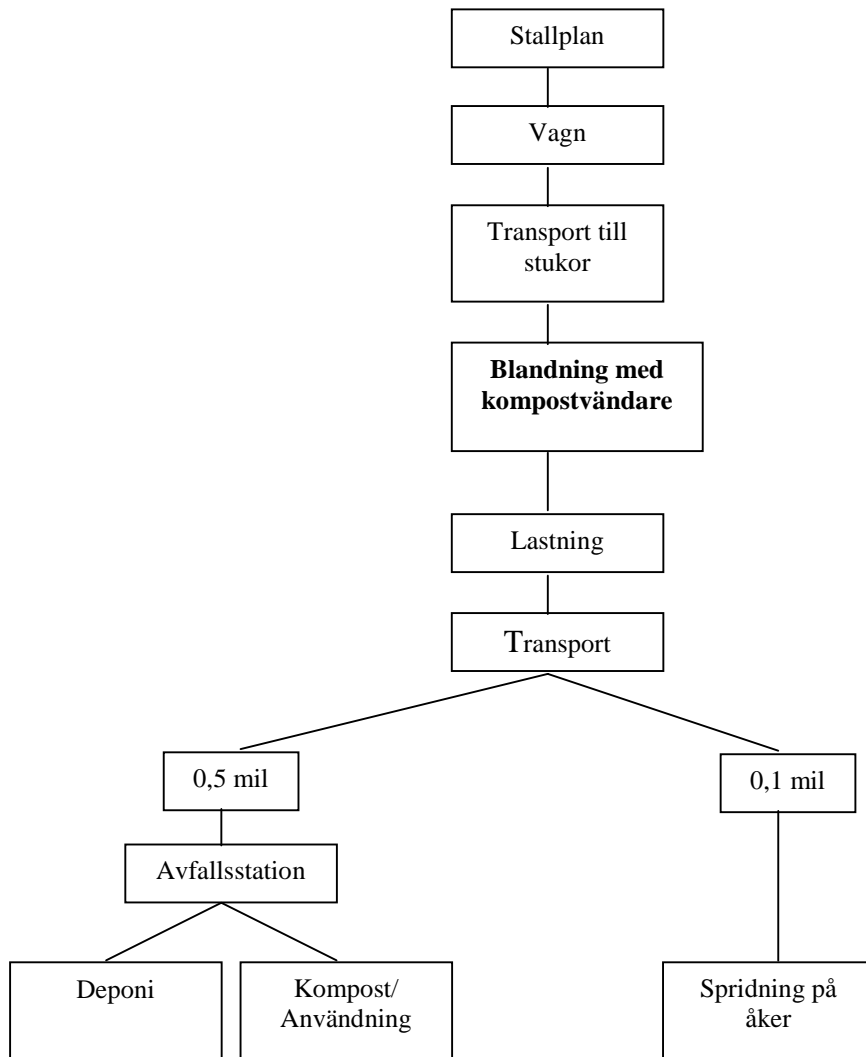 Stallplan
Vagn
Transport till
stukor
Blandning med
kompostvändare
Lastning
Transport
0,5 mil
0,1 mil
Avfallsstation
Deponi
Kompost/
Användning
Spridning på
åker